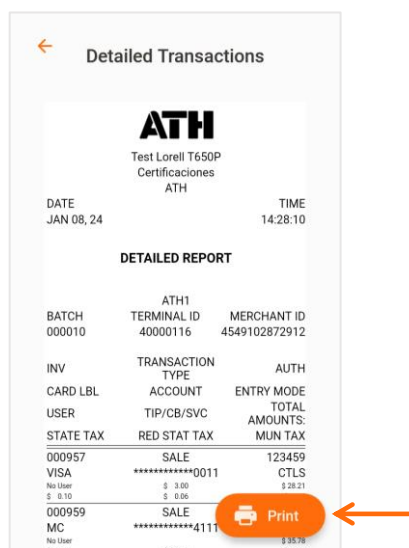 Detailed Transactions
ATH
Test Lorell T650P
Certificaciones
ATH
DATE TIME
JAN 08, 24 14:28:10
DETAILED REPORT
ATH1
BATCH TERMINAL ID MERCHANT ID
000010 40000116 4549102872912
INV TRANSACTION TYPE AUTH
CARD LBL ACCOUNT ENTRY MODE
USER TIP/CB/SVC TOTAL AMOUNTS:
STATE TAX RED STAT TAX MUN TAX
000957 SALE 123459
VISA ************0011 CTLS
No User $ 3.00 $ 28.21
$ 0.10 $ 0.06
000959 SALE
Print
MC ************4111
No User $ 35.78